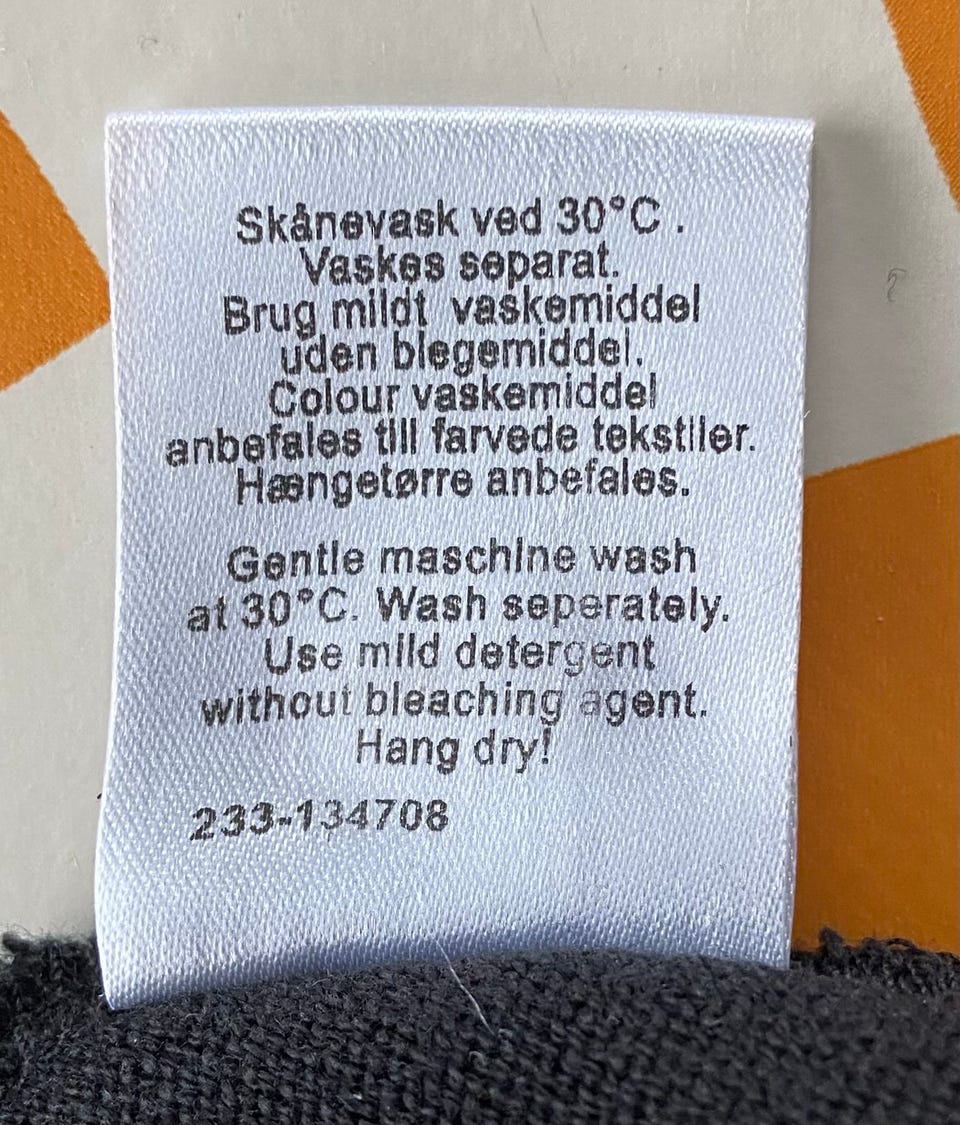 Skånevask ved 30°C .
Vaskes separat.
Brug mildt vaskemiddel
uden blegemiddel.
Colour vaskemiddel
anbefales till farvede tekstiler.
Hængetørre anbefales.
Gentle maschine wash
at 30°C. Wash seperately.
Use mild detergent
without bleaching agent.
Hang dry!
233-134708